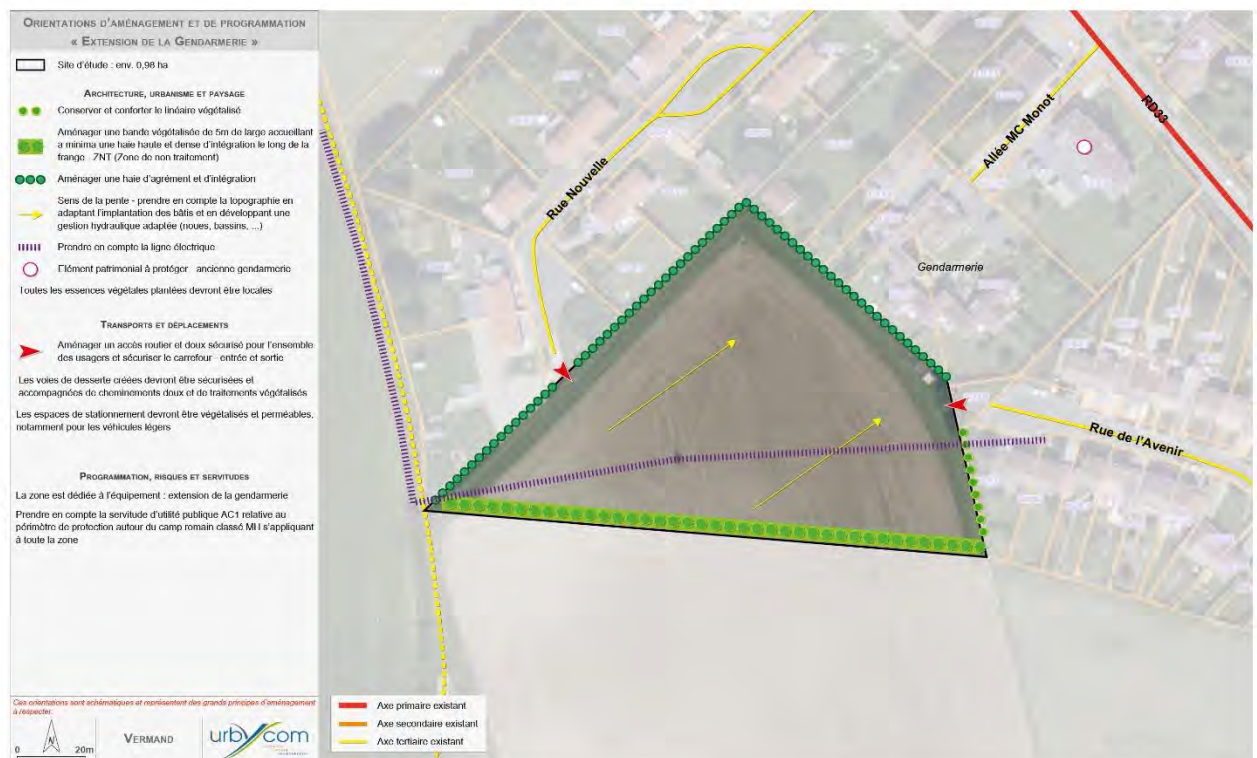 ORIENTATIONS D'AMÉNAGEMENT ET DE PROGRAMMATION
« EXTENSION DE LA GENDARMERIE »
Site d'étude : env. 0,98 ha
ARCHITECTURE, URBANISME ET PAYSAGE
Conserver et conforter le linéaire végétalisé
Aménager une bande végétalisée de 5m de large accueillant
a minima une haie haute et dense d'intégration le long de la
frange - ZNT (Zone de non traitement)
Aménager une haie d'agrément et d'intégration
Sens de la pente - prendre en compte la topographie en
adaptant l'implantation des bâtis et en développant une
gestion hydraulique adaptée (noues, bassins, ...)
Prendre en compte la ligne électrique
Elément patrimonial à protéger - ancienne gendarmerie
Toutes les essences végétales plantées devront être locales
TRANSPORTS ET DÉPLACEMENTS
Aménager un accès routier et doux sécurisé pour l'ensemble
des usagers et sécuriser le carrefour - entrée et sortie
Les voies de desserte créées devront être sécurisées et
accompagnées de cheminements doux et de traitements végétalisés
Les espaces de stationnement devront être végétalisés et perméables,
notamment pour les véhicules légers
PROGRAMMATION, RISQUES ET SERVITUDES
La zone est dédiée à l'équipement : extension de la gendarmerie
Prendre en compte la servitude d'utilité publique AC1 relative au
périmètre de protection autour du camp romain classé MH s'appliquant
à toute la zone
Ces orientations sont schématiques et représentent des grands principes d'aménagement
à respecter.
N
0 20m
VERMAND
urbycom
Rue Nouvelle
Allée MC Monot
RD33
Gendarmerie
Rue de l'Avenir
Axe primaire existant
Axe secondaire existant
Axe tertiaire existant